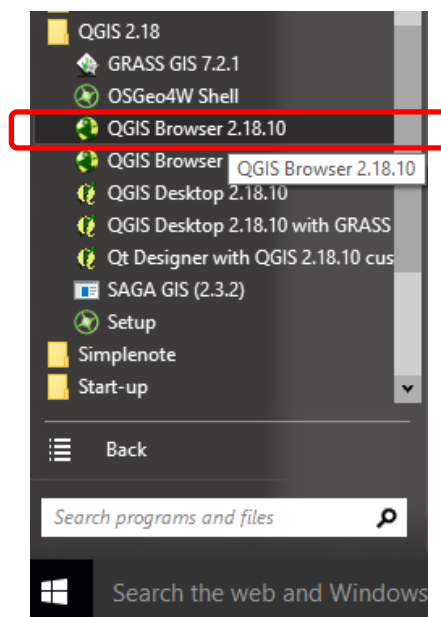 QGIS 2.18
GRASS GIS 7.2.1
OSGeo4W Shell
QGIS Browser 2.18.10
QGIS Browser
QGIS Browser 2.18.10
QGIS Desktop 2.18.10
QGIS Desktop 2.18.10 with GRASS
Qt Designer with QGIS 2.18.10 cus
SAGA GIS (2.3.2)
Setup
Simplenote
Start-up
Back
Search programs and files
Search the web and Windows